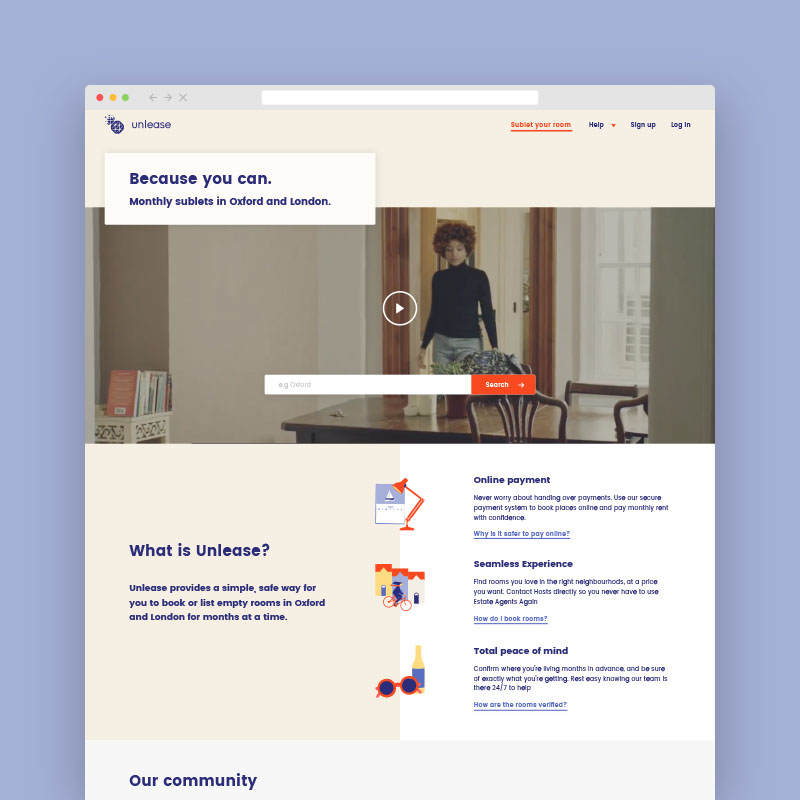 unlease
Sublet your room
Help
Sign up
Log in
Because you can.
Monthly sublets in Oxford and London.
e.g Oxford
Search
What is Unlease?
Unlease provides a simple, safe way for
you to book or list empty rooms in Oxford
and London for months at a time.
Online payment
Never worry about handing over payments. Use our secure
payment system to book places online and pay monthly rent
with confidence.
Why is it safer to pay online?
Seamless Experience
Find rooms you love in the right neighbourhods, at a price
you want. Contact Hosts directly so you never have to use
Estate Agents Again
How do I book rooms?
Total peace of mind
Confirm where you're living months in advance, and be sure
of exactly what you're getting. Rest easy knowing our team is
there 24/7 to help
How are the rooms verified?
Our community